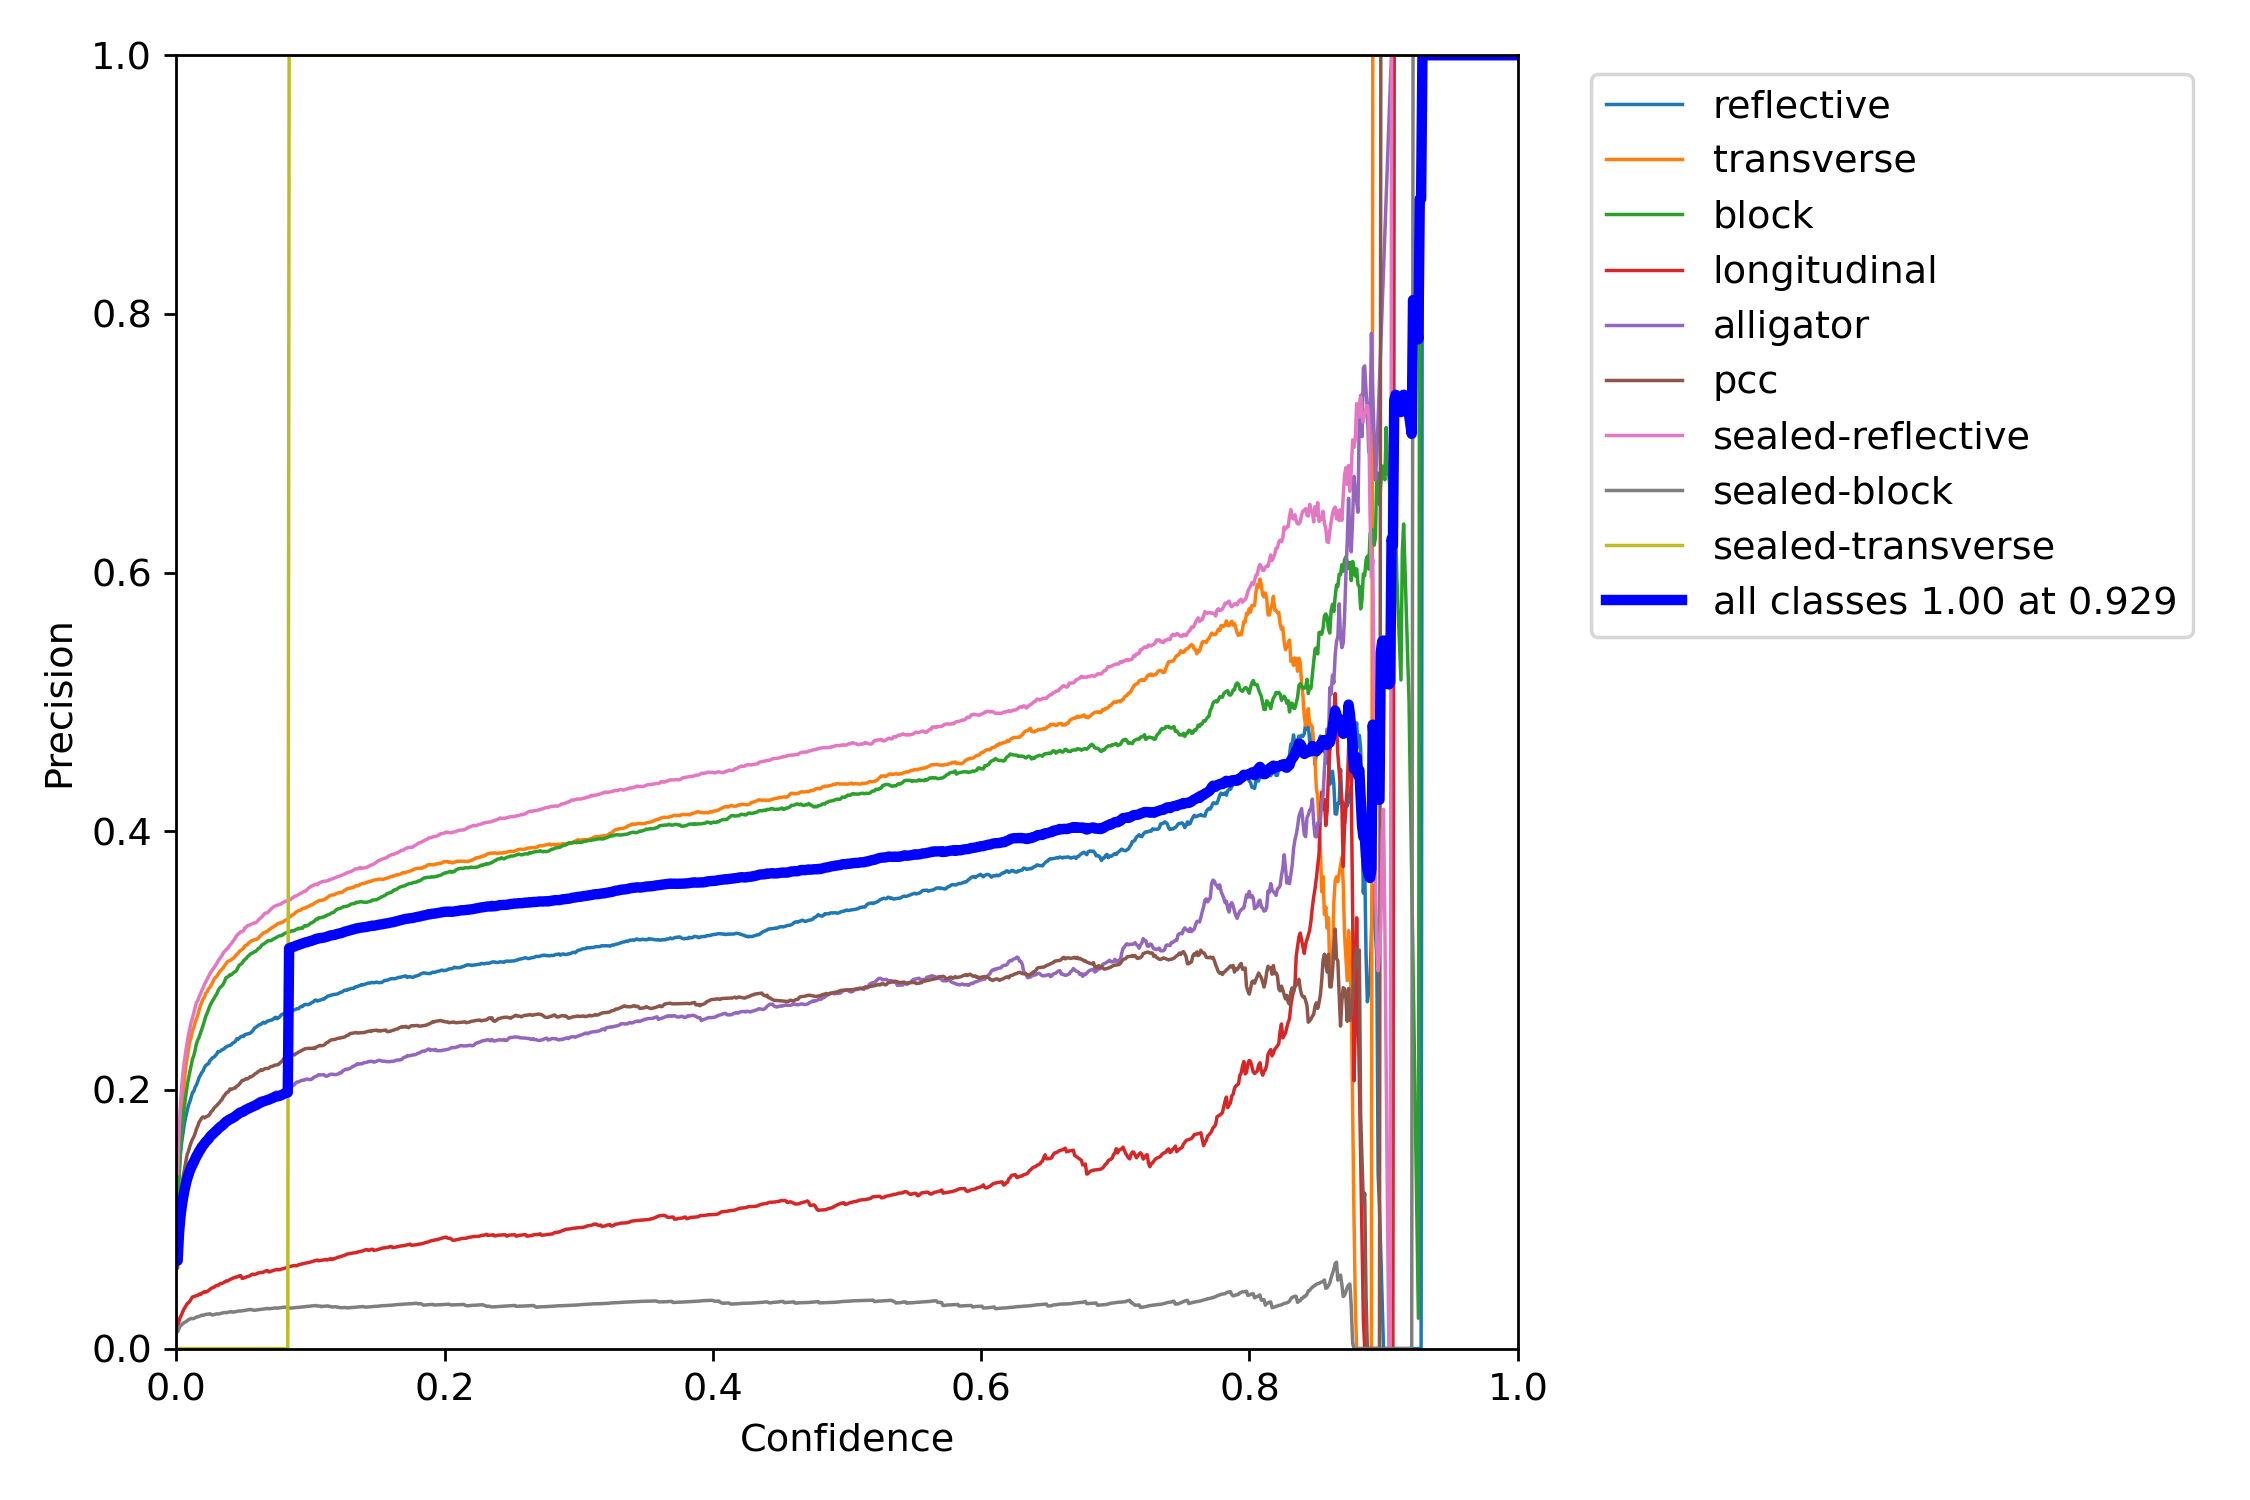 1.0
0.8
0.6
0.4
0.2
0.0
Precision
0.0 0.2 0.4 0.6 0.8 1.0
Confidence
reflective
transverse
block
longitudinal
alligator
pcc
sealed-reflective
sealed-block
sealed-transverse
all classes 1.00 at 0.929